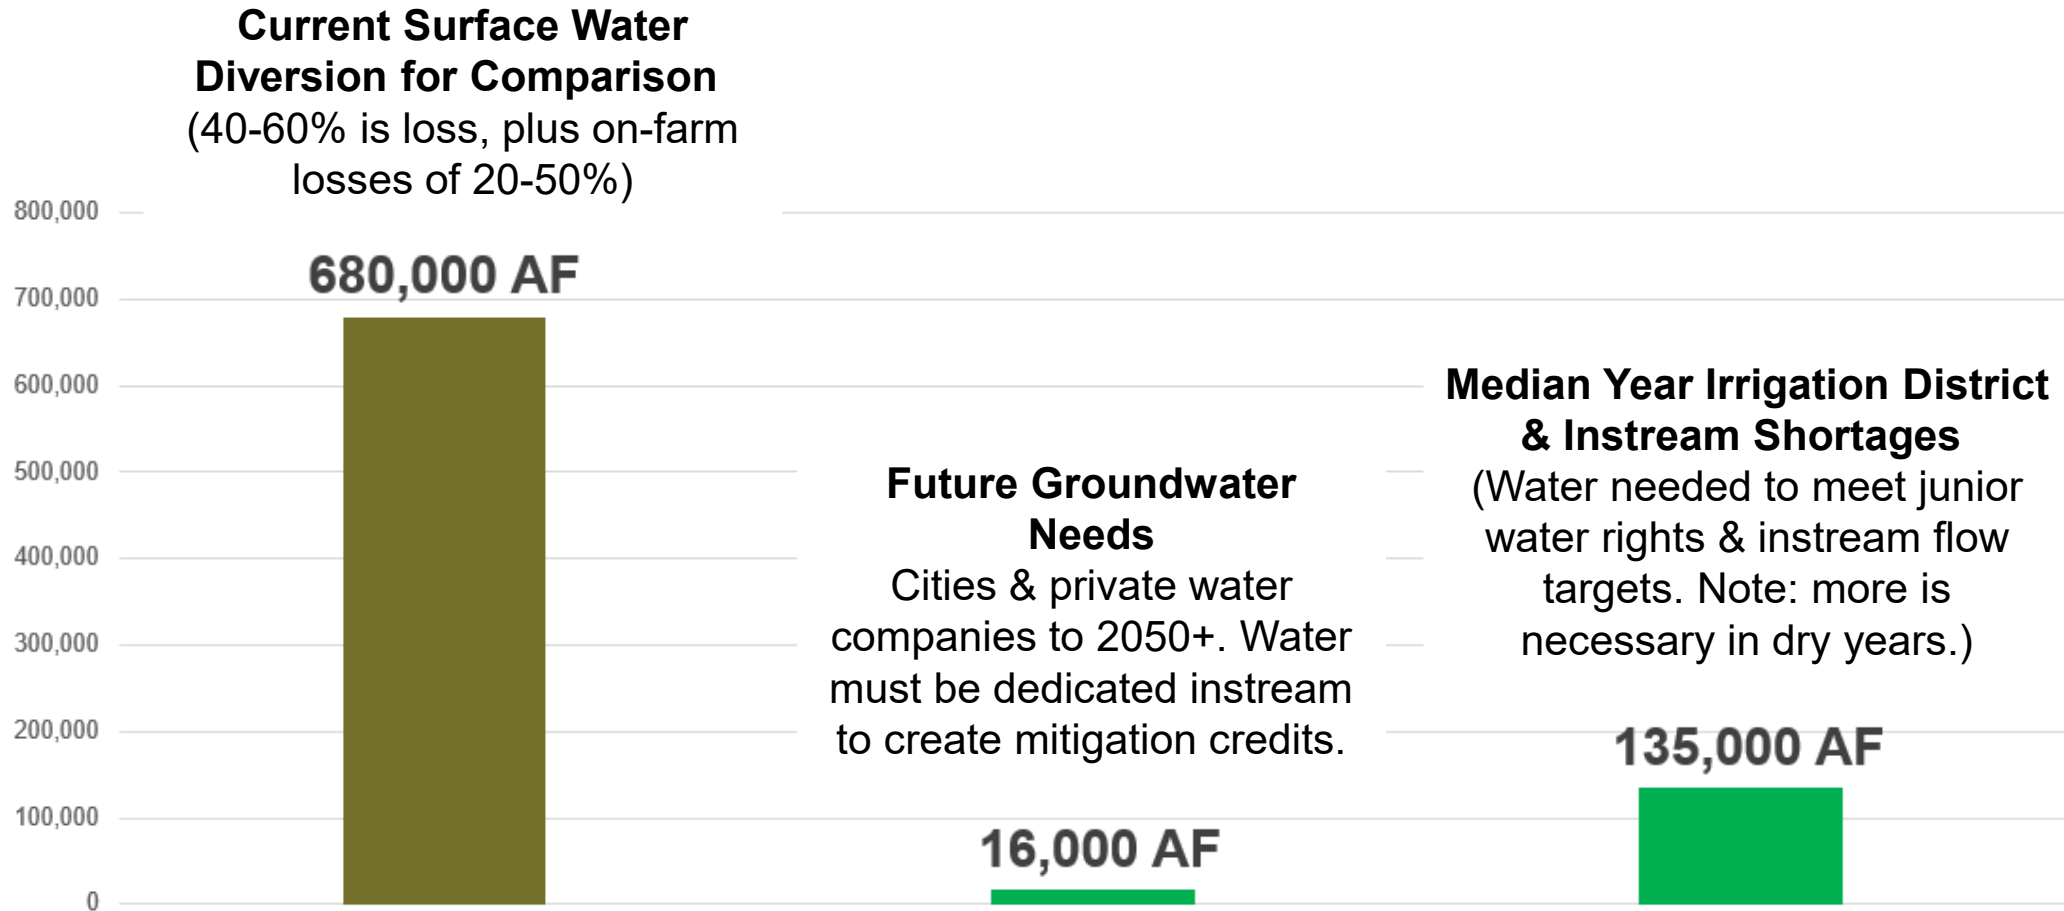 Current Surface Water
Diversion for Comparison
(40-60% is loss, plus on-farm
losses of 20-50%)
800,000
680,000 AF
700,000
600,000
Median Year Irrigation District
& Instream Shortages
(Water needed to meet junior
water rights & instream flow
targets. Note: more is
necessary in dry years.)
500,000
Future Groundwater
Needs
Cities & private water
companies to 2050+. Water
must be dedicated instream
to create mitigation credits.
400,000
300,000
200,000
135,000 AF
100,000
16,000 AF
0